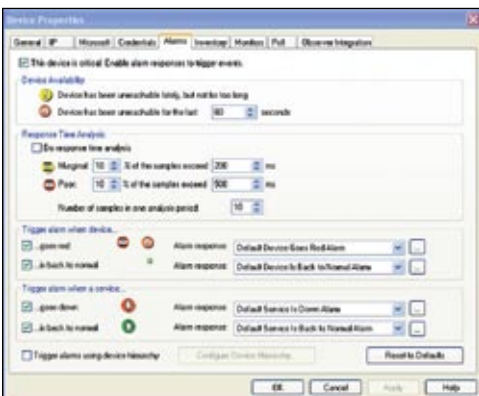 Device Properties
General IP Microsoft Credentials Alarms Inventory Monitors Poll Observer Integration
This device is critical. Enable alarm responses to trigger events.
Device Availability
Device has been unreachable lately, but not for too long
Device has been unreachable for the last 60 seconds
Response Time Analysis
Do response time analysis
Marginal: 10 % of the samples exceed 200 ms
Poor: 10 % of the samples exceed 500 ms
Number of samples in one analysis period: 10
Trigger alarm when device...
...goes red Alarm response: Default Device Goes Red Alarm
...is back to normal Alarm response: Default Device Is Back to Normal Alarm
Trigger alarm when a service...
...goes down Alarm response: Default Service Is Down Alarm
...is back to normal Alarm response: Default Service Is Back to Normal Alarm
Trigger alarms using device hierarchy Configure Device Hierarchy... Reset to Defaults
OK Cancel Apply Help